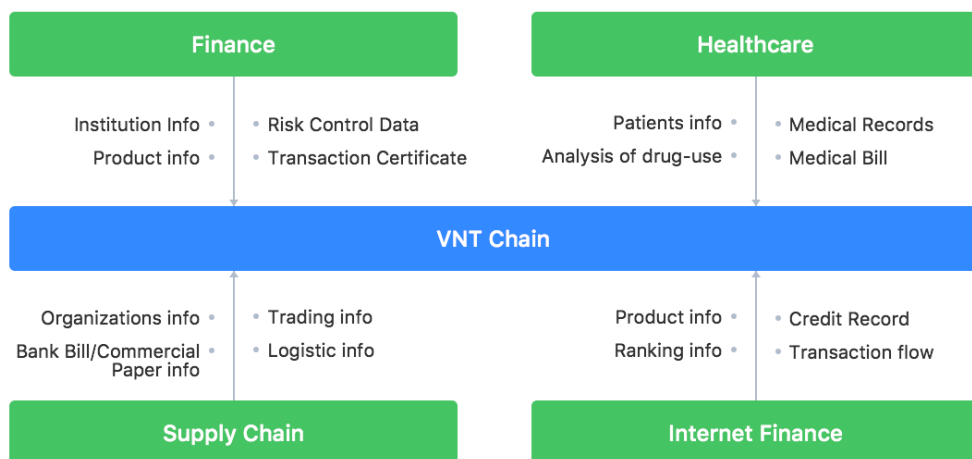 Finance
Healthcare
Institution Info
Risk Control Data
Product info
Transaction Certificate
Patients info
Medical Records
Analysis of drug-use
Medical Bill
VNT Chain
Organizations info
Trading info
Bank Bill/Commercial
Paper info
Logistic info
Product info
Credit Record
Ranking info
Transaction flow
Supply Chain
Internet Finance